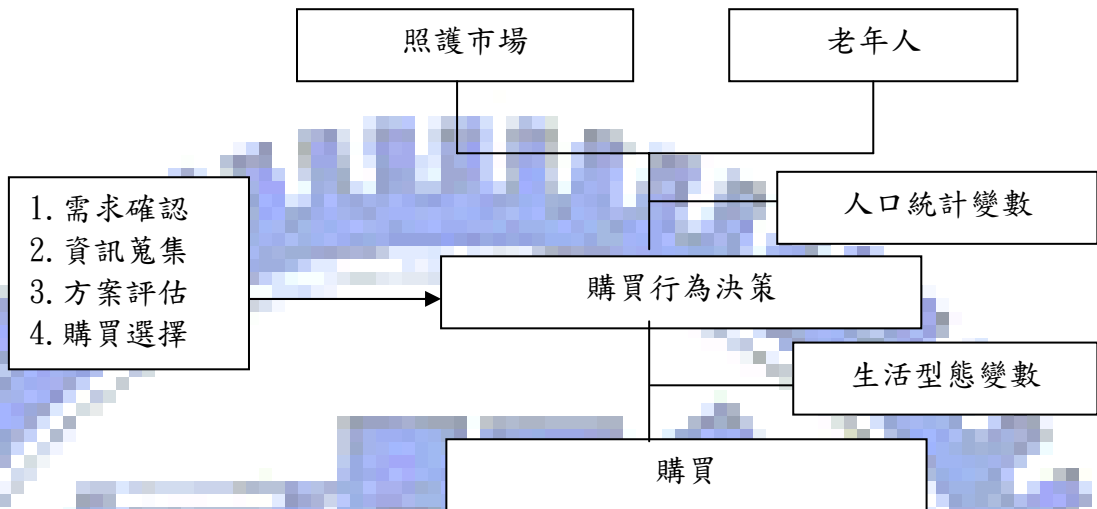 照護市場
老年人
人口統計變數
1.需求確認
2.資訊蒐集
3.方案評估
4.購買選擇
購買行為決策
生活型態變數
購買